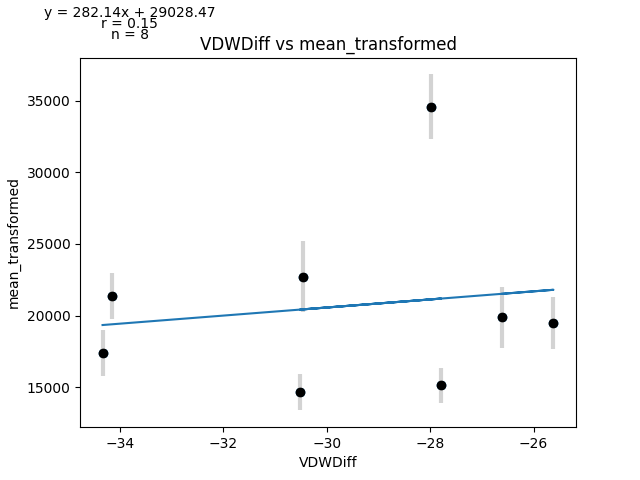 y = 282.14x + 29028.47
r = 0.15
n = 8
VDWDiff vs mean_transformed
35000
30000
25000
20000
15000
mean_transformed
−34
−32
−30
−28
−26
VDWDiff